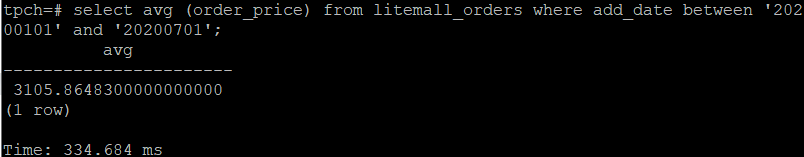 tpch=# select avg (order_price) from litemall_orders where add_date between '202
00101' and '20200701';
avg
-----------------------
3105.8648300000000000
(1 row)
Time: 334.684 ms